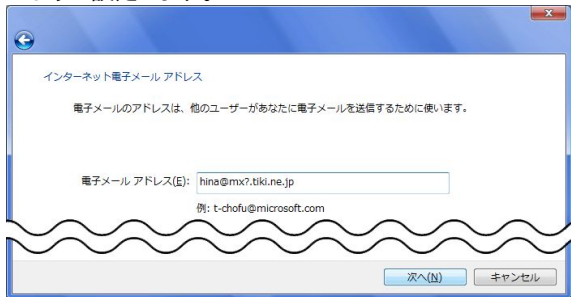 インターネット電子メール アドレス
電子メールのアドレスは、他のユーザーがあなたに電子メールを送信するために使います。
電子メール アドレス(E): hina@mx?.tiki.ne.jp
例: t-chofu@microsoft.com
次へ(N) キャンセル